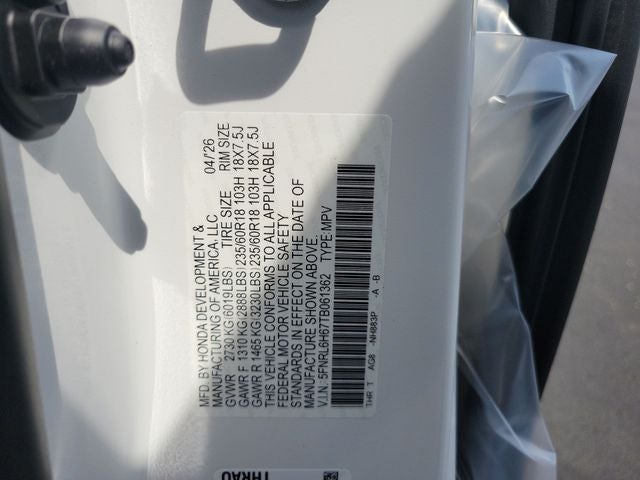 MFD. BY HONDA DEVELOPMENT &
MANUFACTURING OF AMERICA, LLC 04/'26
GVWR 2730 KG(6019LBS) TIRE SIZE RIM SIZE
GAWR F 1310 KG(2888LBS)235/60R18 103H 18X7.5J
GAWR R 1465 KG(3230LBS)235/60R18 103H 18X7.5J
THIS VEHICLE CONFORMS TO ALL APPLICABLE
FEDERAL MOTOR VEHICLE SAFETY
STANDARDS IN EFFECT ON THE DATE OF
MANUFACTURE SHOWN ABOVE.
V.I.N. 5FNRL6H67TB061362 TYPE:MPV
THR T AG8 -NH883P -A -B
THRA0